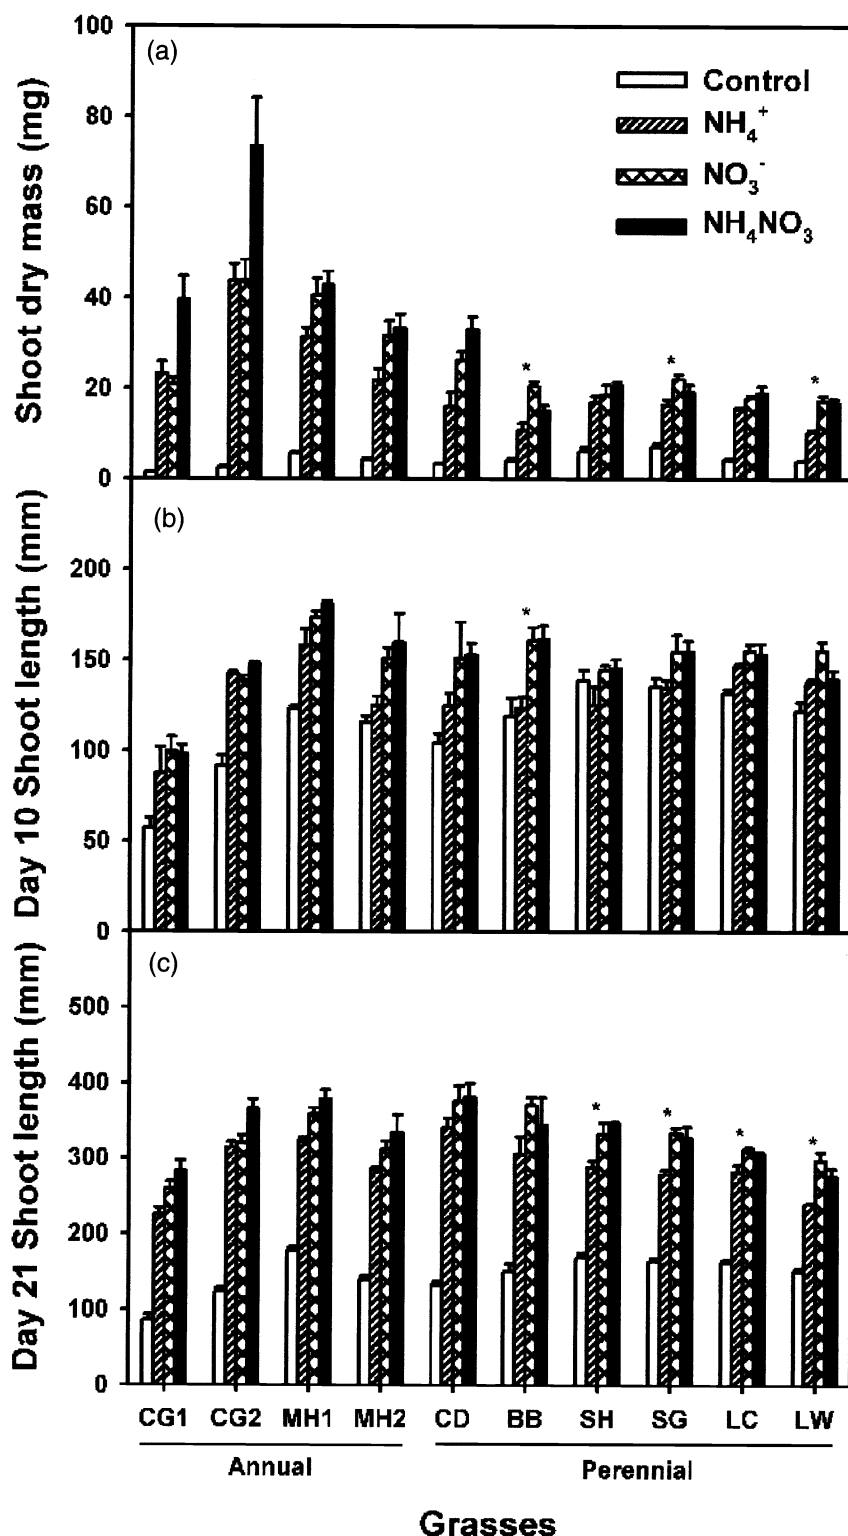 100
(a)
Control
80
NH₄⁺
NO₃⁻
60
NH₄NO₃
Shoot dry mass (mg)
40
20
* * *
0
(b)
Day 10 Shoot length (mm)
200
*
150
100
50
0
(c)
Day 21 Shoot length (mm)
500
400
* * * *
300
200
100
0
CG1 CG2 MH1 MH2 CD BB SH SG LC LW
Annual Perennial
Grasses